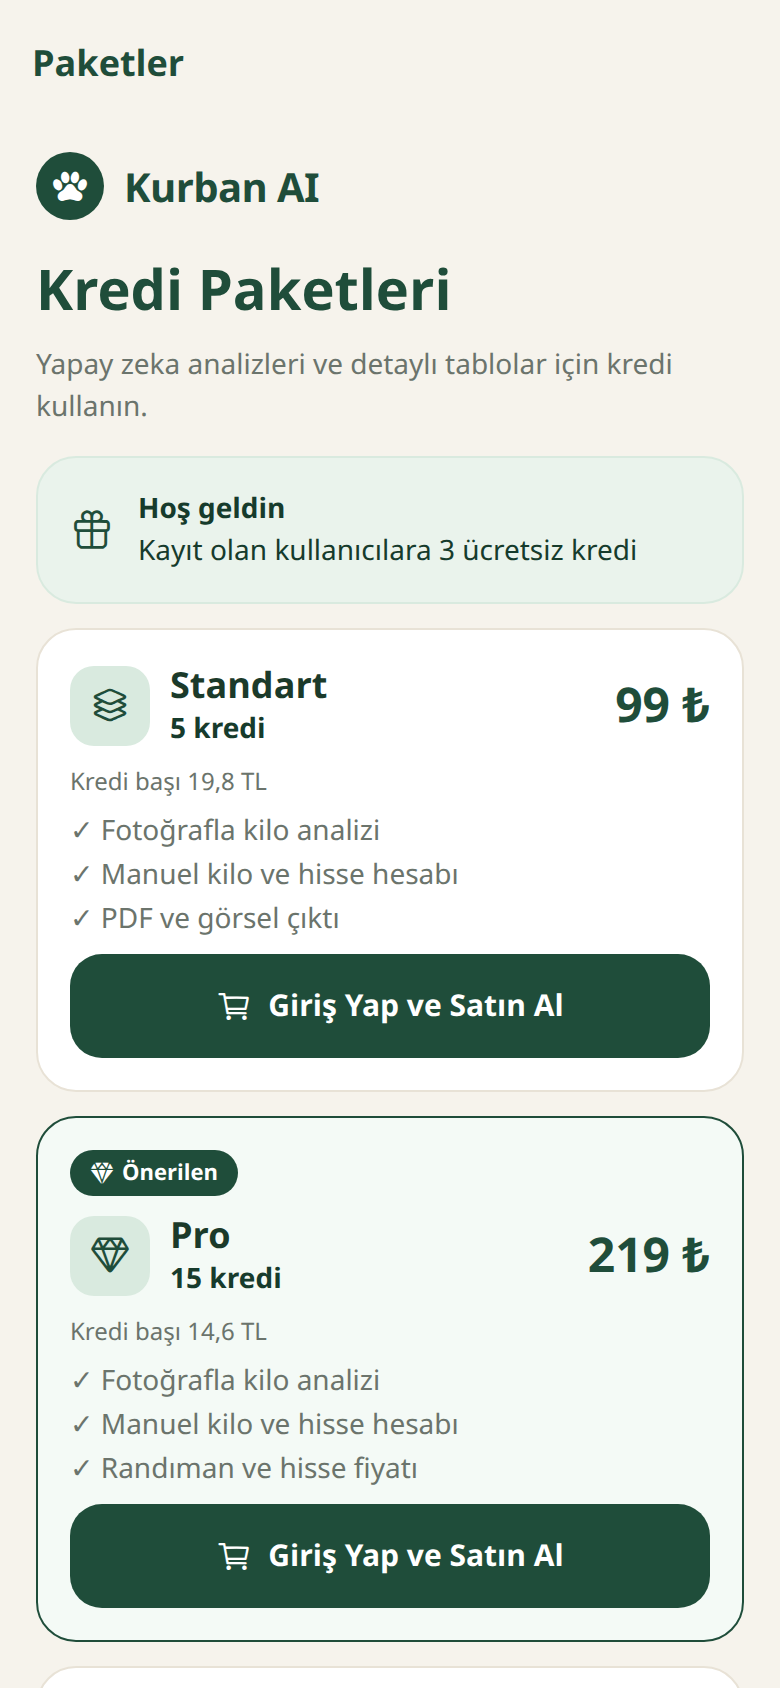 Paketler
Kurban AI
Kredi Paketleri
Yapay zeka analizleri ve detaylı tablolar için kredi
kullanın.
Hoş geldin
Kayıt olan kullanıcılara 3 ücretsiz kredi
Standart
5 kredi
99 ₺
Kredi başı 19,8 TL
✓ Fotoğrafla kilo analizi
✓ Manuel kilo ve hisse hesabı
✓ PDF ve görsel çıktı
Giriş Yap ve Satın Al
Önerilen
Pro
15 kredi
219 ₺
Kredi başı 14,6 TL
✓ Fotoğrafla kilo analizi
✓ Manuel kilo ve hisse hesabı
✓ Randıman ve hisse fiyatı
Giriş Yap ve Satın Al